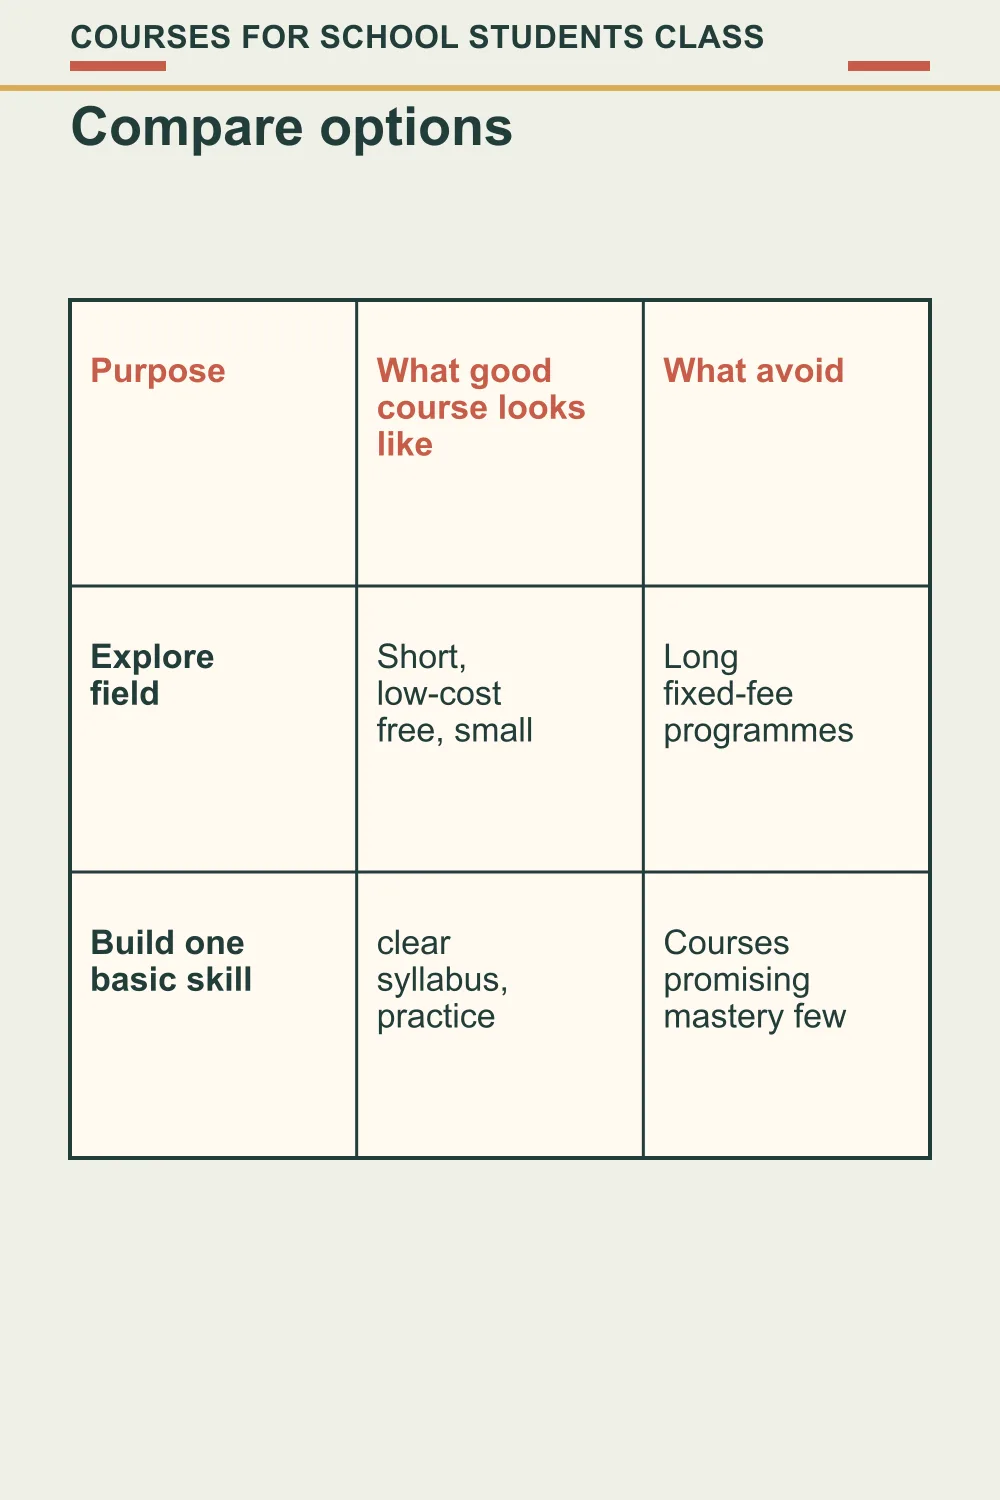 COURSES FOR SCHOOL STUDENTS CLASS
Compare options
Purpose
What good
course looks
like
What avoid
Explore
field
Short,
low-cost
free, small
Long
fixed-fee
programmes
Build one
basic skill
clear
syllabus,
practice
Courses
promising
mastery few